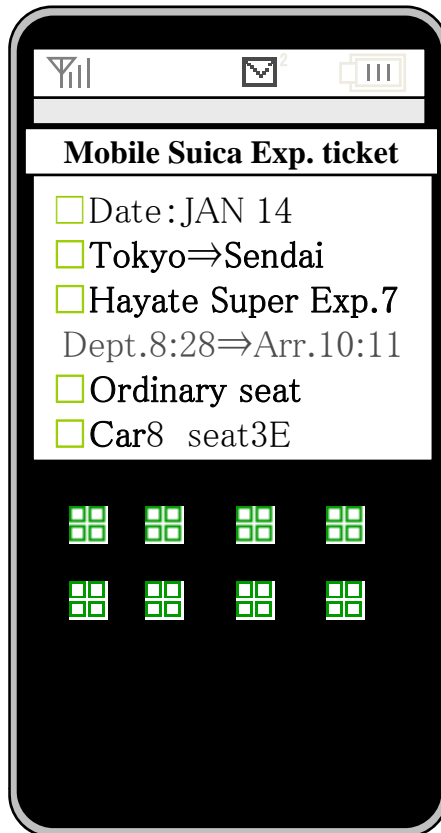 2
Mobile Suica Exp. ticket
□Date:JAN 14
□Tokyo⇒Sendai
□Hayate Super Exp.7
Dept.8:28⇒Arr.10:11
□Ordinary seat
□Car8 seat3E